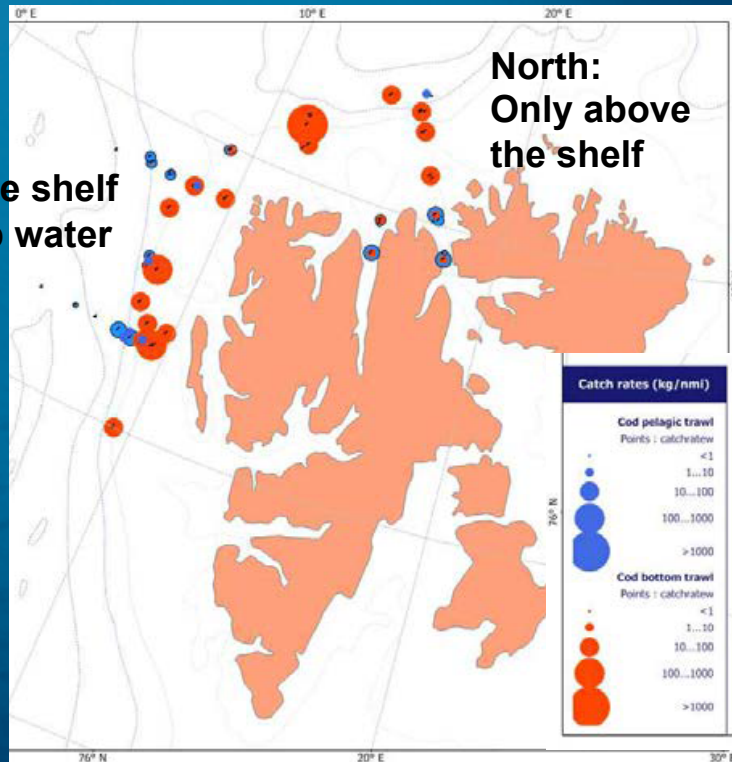 0° E
10° E
20° E
North:
Only above
the shelf
e shelf
water
Catch rates (kg/nmi)
Cod pelagic trawl
Points : catchratew
<1
1...10
10...100
100...1000
>1000
Cod bottom trawl
Points : catchratew
<1
1...10
10...100
100...1000
>1000
76° N
76° N
20° E
30° E